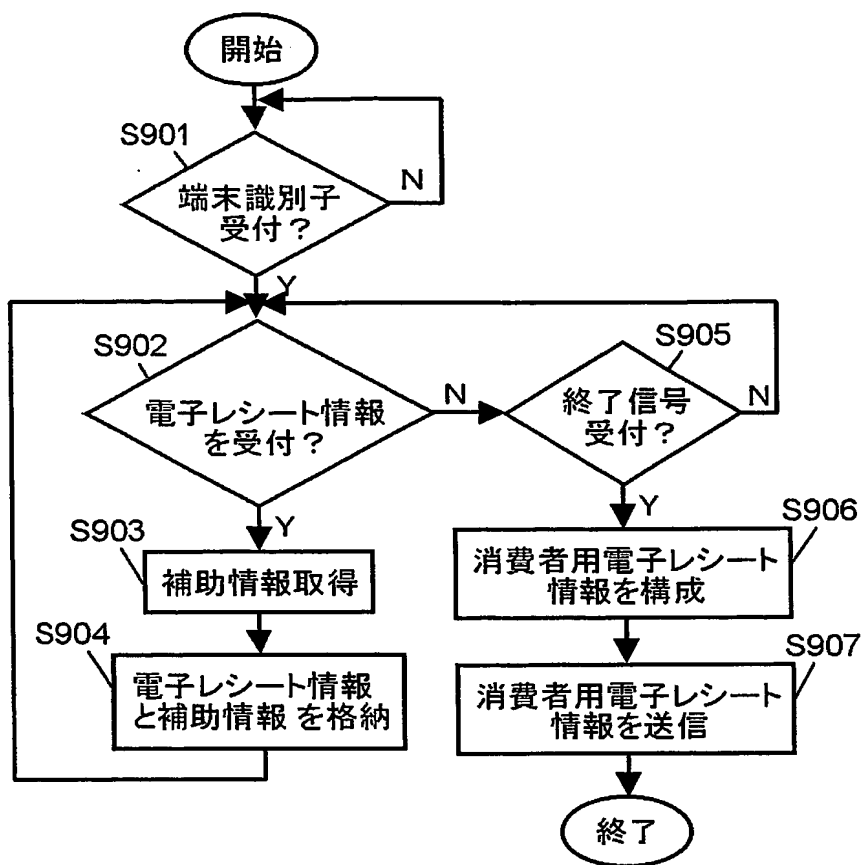 開始
S901
端末識別子
受付？
N
Y
S902
電子レシート情報
を受付？
N
S905
終了信号
受付？
N
Y
S903
補助情報取得
Y
S906
消費者用電子レシート
情報を構成
S904
電子レシート情報
と補助情報を格納
S907
消費者用電子レシート
情報を送信
終了